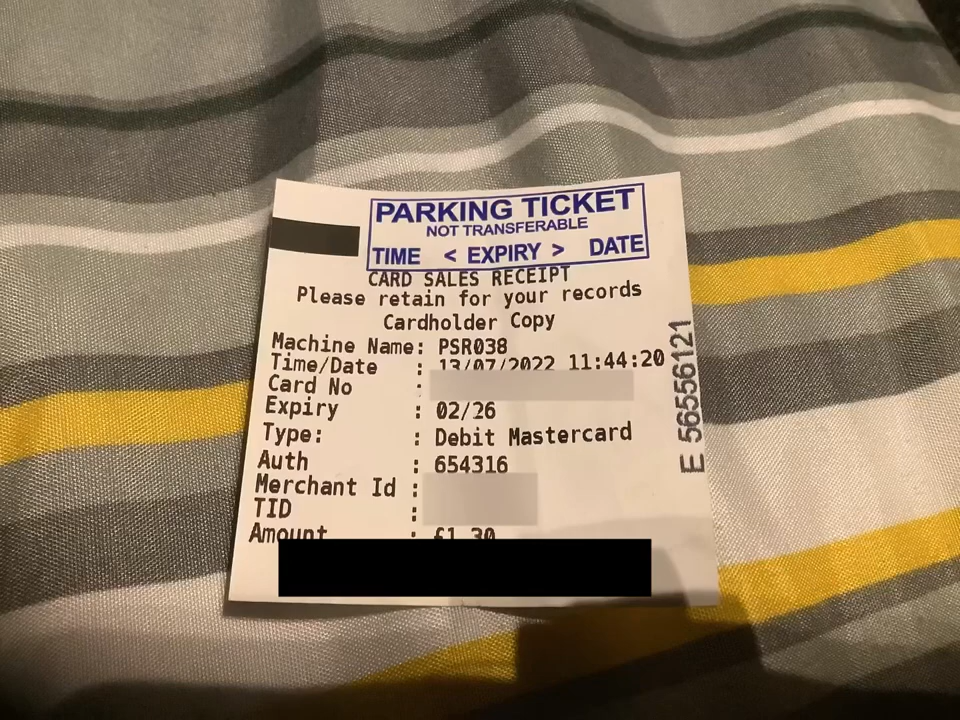 PARKING TICKET
NOT TRANSFERABLE
TIME < EXPIRY > DATE
CARD SALES RECEIPT
Please retain for your records
Cardholder Copy
Machine Name: PSR038
Time/Date : 13/07/2022 11:44:20
Card No :
Expiry : 02/26
Type: : Debit Mastercard
Auth : 654316
Merchant Id :
TID :
Amount : £1.30
E 56556121